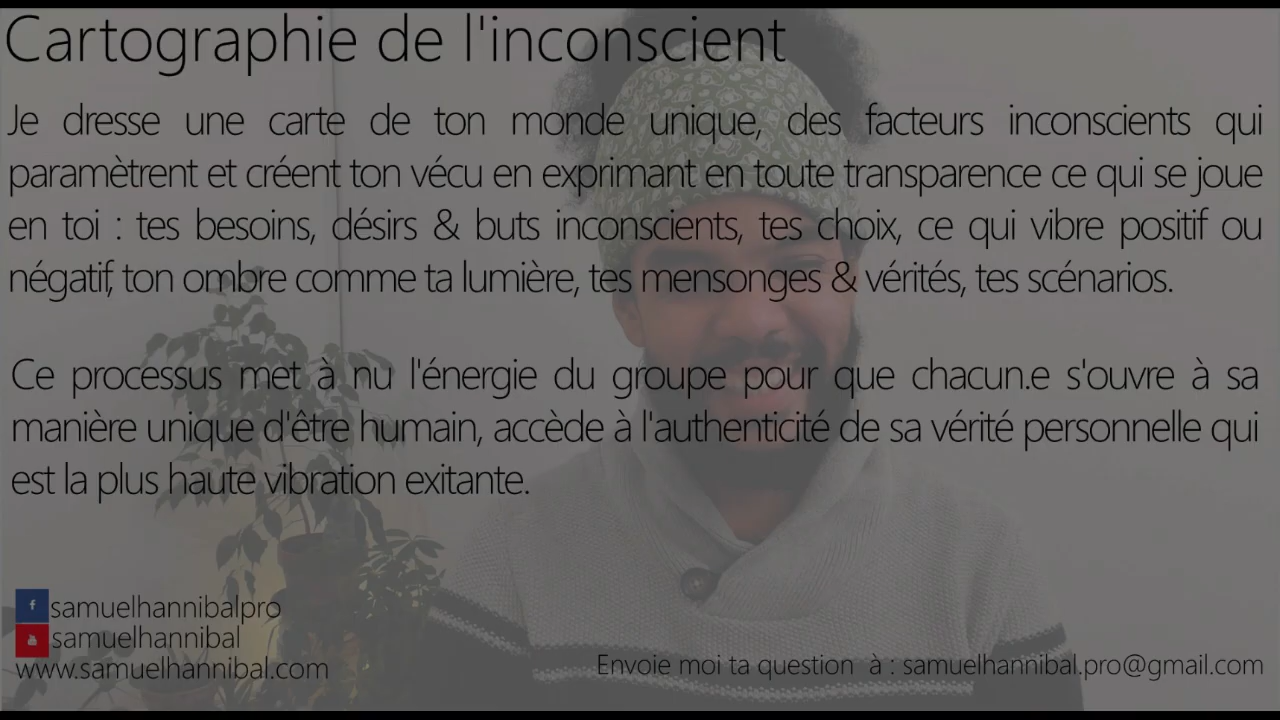 Cartographie de l'inconscient
Je dresse une carte de ton monde unique, des facteurs inconscients qui
paramètrent et créent ton vécu en exprimant en toute transparence ce qui se joue
en toi : tes besoins, désirs & buts inconscients, tes choix, ce qui vibre positif ou
négatif, ton ombre comme ta lumière, tes mensonges & vérités, tes scénarios.
Ce processus met à nu l'énergie du groupe pour que chacun.e s'ouvre à sa
manière unique d'être humain, accède à l'authenticité de sa vérité personnelle qui
est la plus haute vibration exitante.
samuelhannibalpro
samuelhannibal
www.samuelhannibal.com
Envoie moi ta question à : samuelhannibal.pro@gmail.com